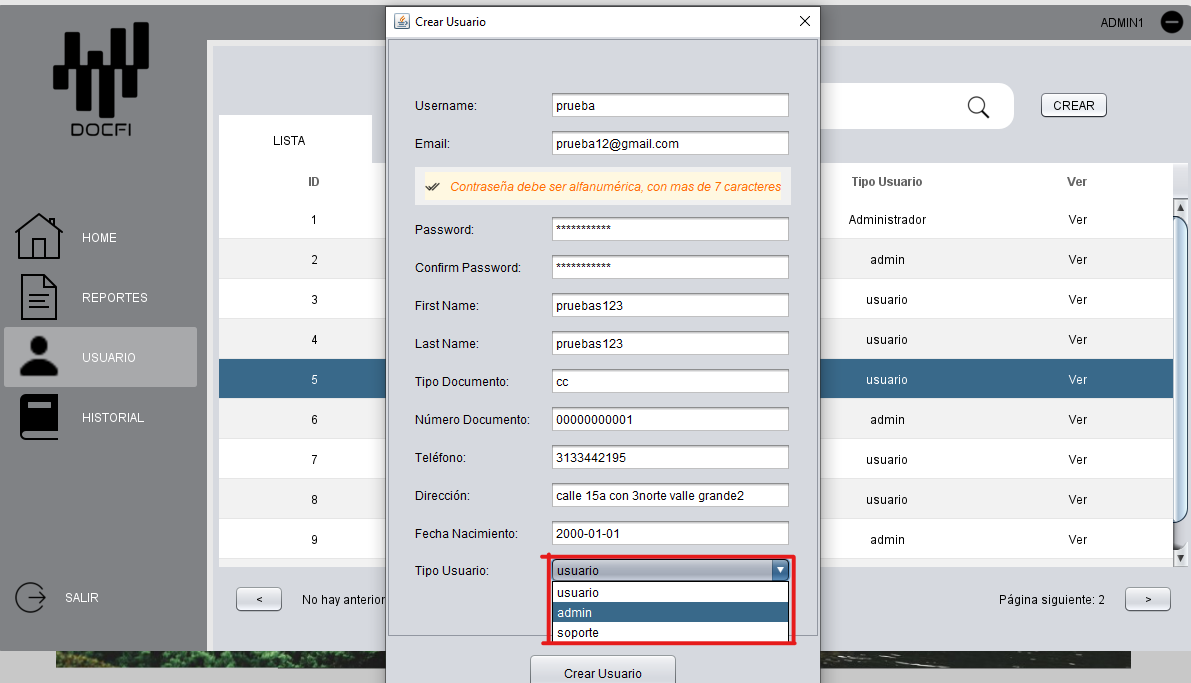 Crear Usuario
ADMIN1
DOCFI
HOME
REPORTES
USUARIO
HISTORIAL
SALIR
CREAR
LISTA
ID Tipo Usuario Ver
1 Administrador Ver
2 admin Ver
3 usuario Ver
4 usuario Ver
5 usuario Ver
6 admin Ver
7 usuario Ver
8 usuario Ver
9 admin Ver
< No hay anterior
Página siguiente: 2 >
Username: prueba
Email: prueba12@gmail.com
Contraseña debe ser alfanumérica, con mas de 7 caracteres
Password: ***********
Confirm Password: ***********
First Name: pruebas123
Last Name: pruebas123
Tipo Documento: cc
Número Documento: 00000000001
Teléfono: 3133442195
Dirección: calle 15a con 3norte valle grande2
Fecha Nacimiento: 2000-01-01
Tipo Usuario: usuario
usuario
admin
soporte
Crear Usuario